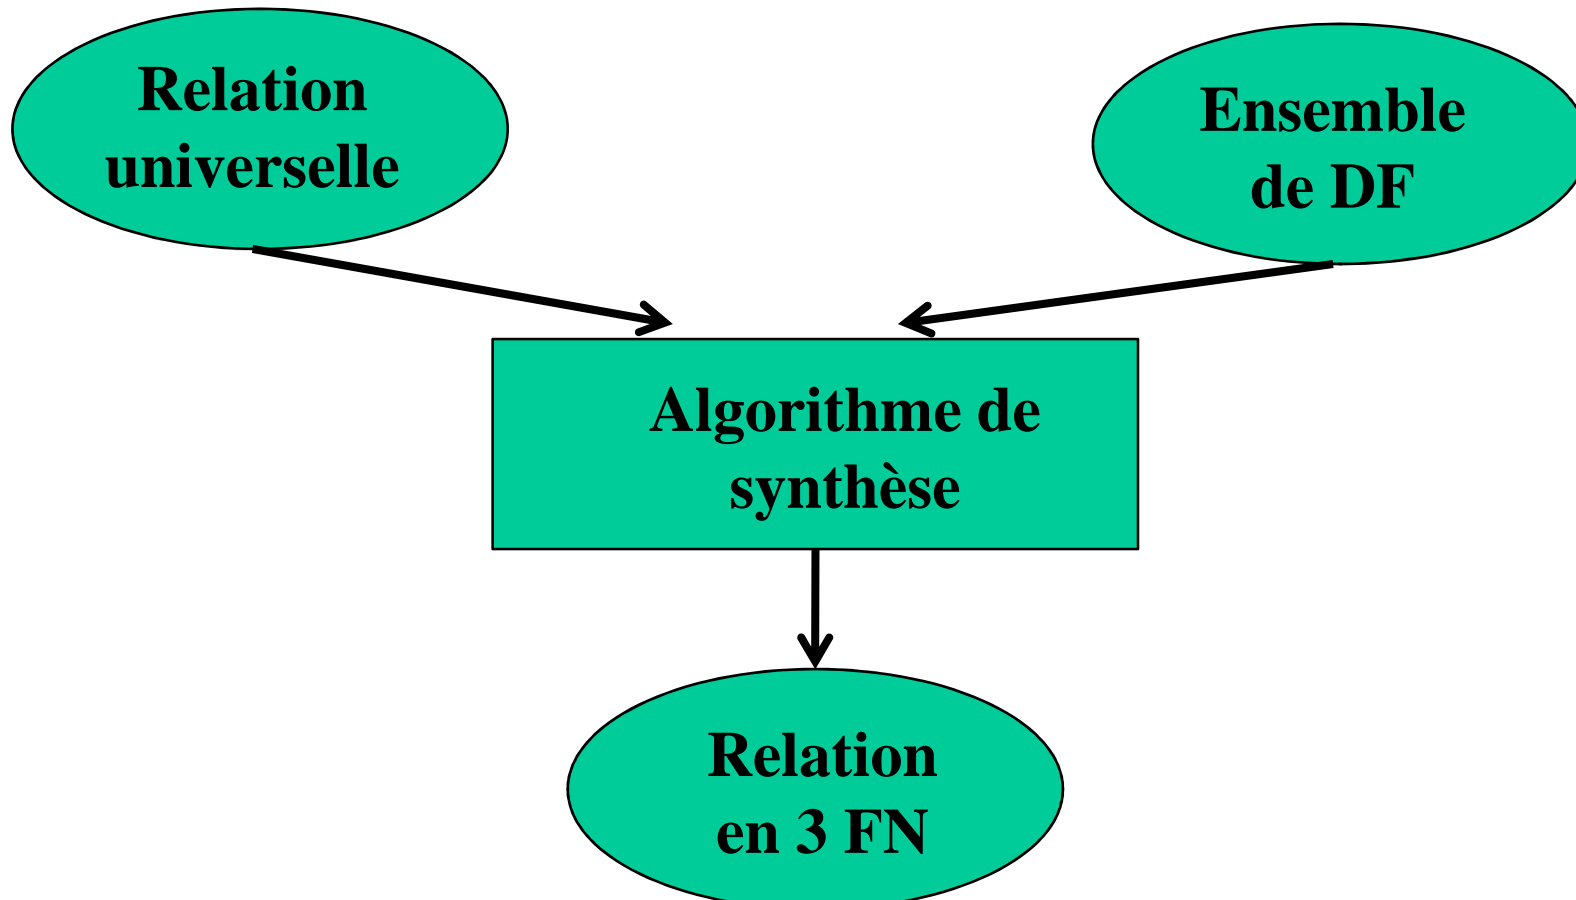 Relation
universelle
Ensemble
de DF
Algorithme de
synthèse
Relation
en 3 FN